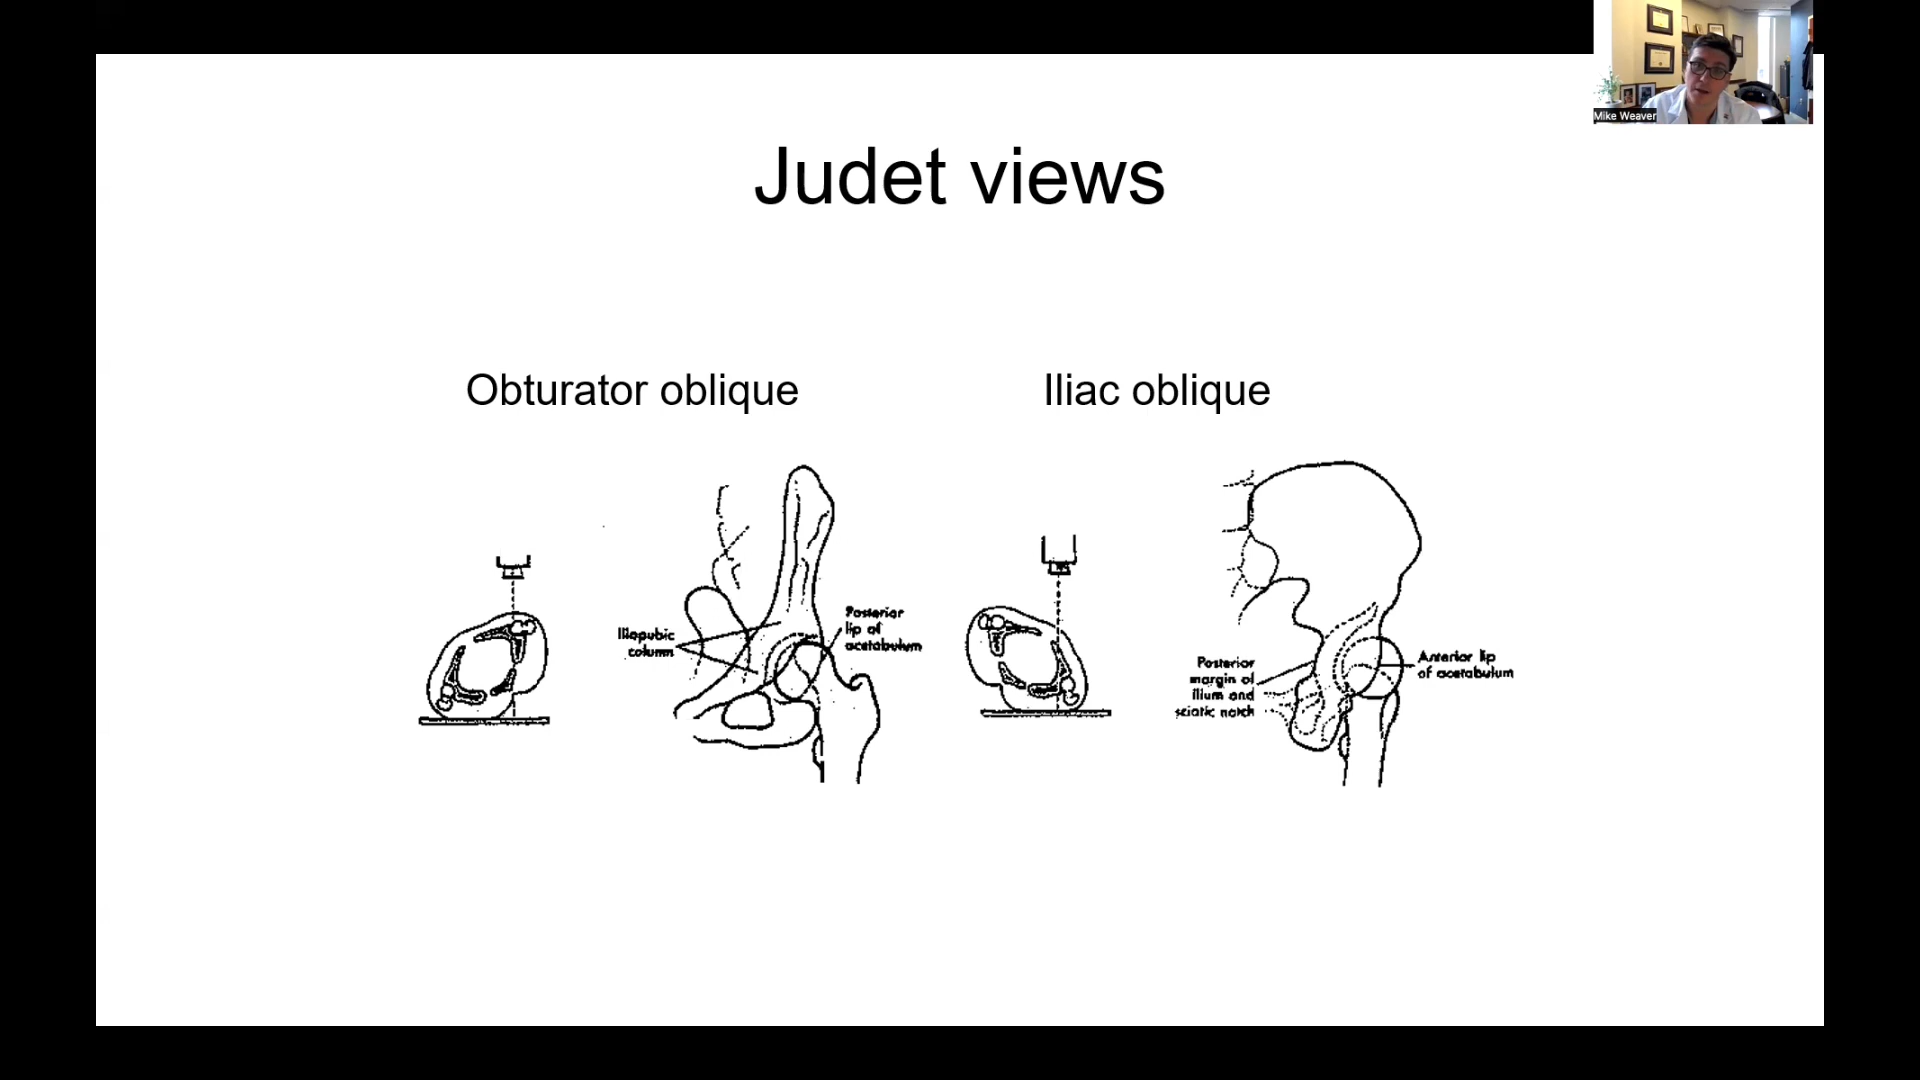 Mike Weaver
Judet views
Obturator oblique
Iliac oblique
Iliopubic
column
Posterior
lip of
acetabulum
Posterior
margin of
ilium and
sciatic notch
Anterior lip
of acetabulum